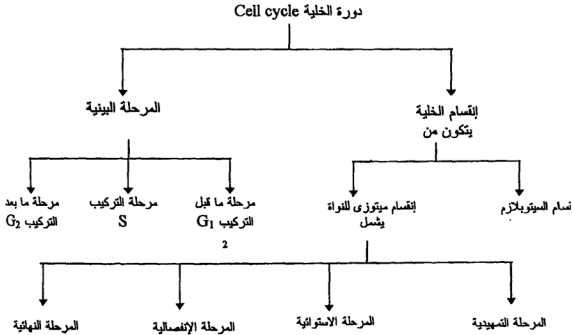 دورة الخلية Cell cycle
إنقسام الخلية
يتكون من
المرحلة البينية
سام السيتوبلازم
إنقسام ميتوزى للنواة
يشمل
مرحلة ما قبل
التركيب G₁
2
مرحلة التركيب
S
مرحلة ما بعد
التركيب G₂
المرحلة التمهيدية
المرحلة الاستوائية
المرحلة الإنفصالية
المرحلة النهائية